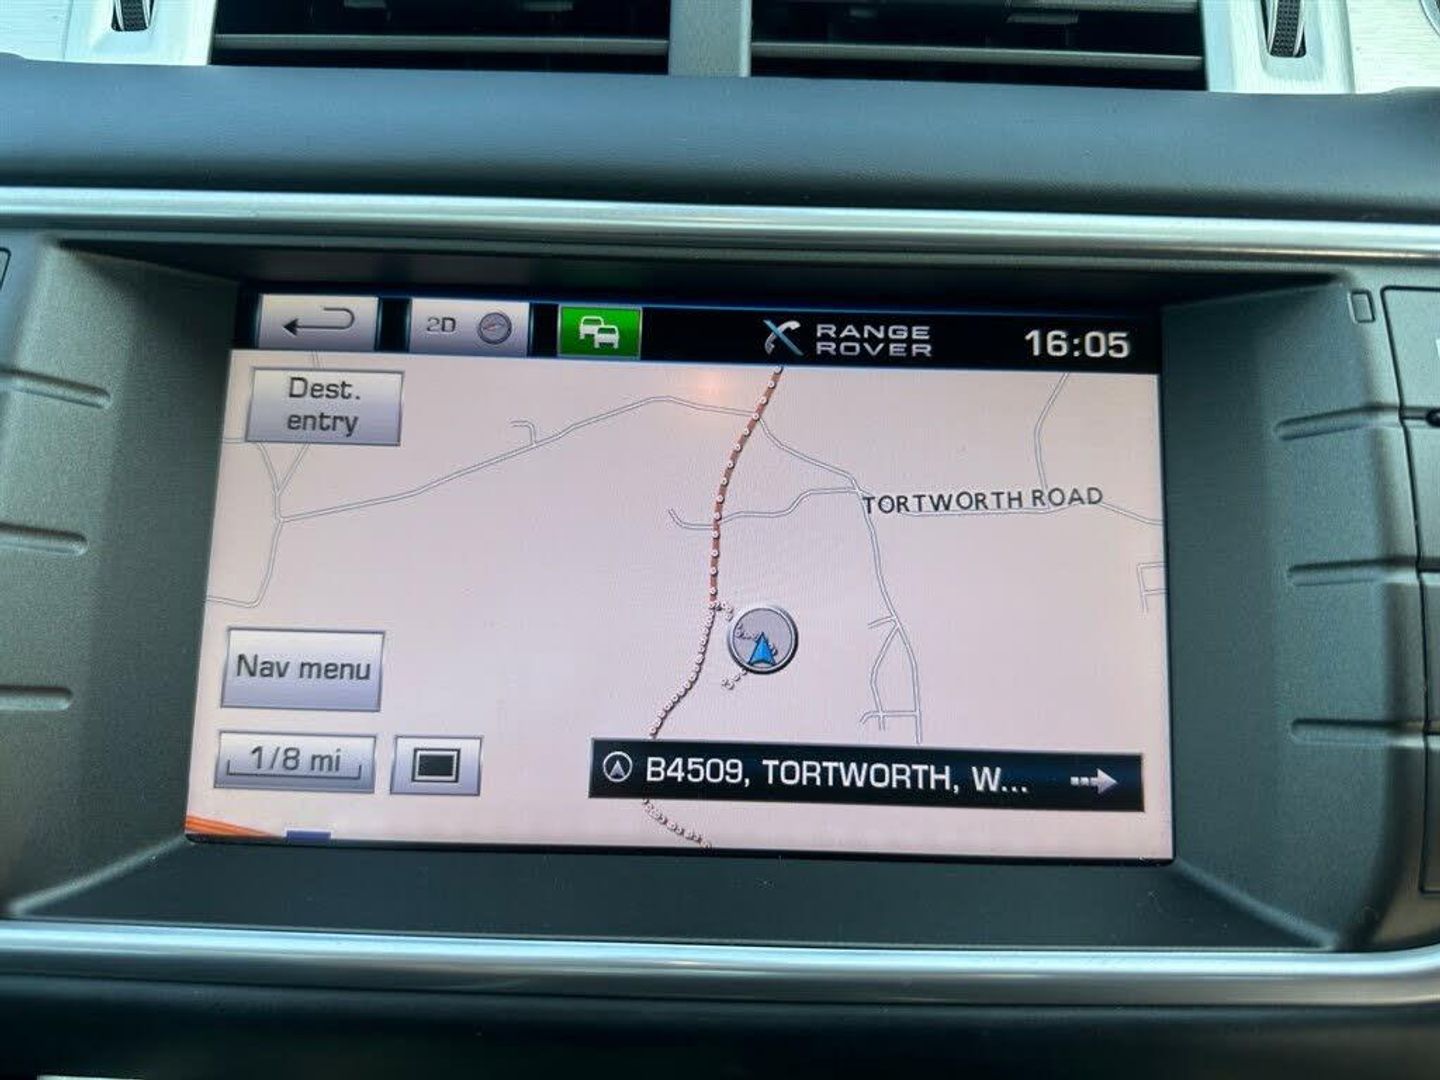 2D
RANGE
ROVER
16:05
Dest.
entry
TORTWORTH ROAD
Nav menu
1/8 mi
B4509, TORTWORTH, W...